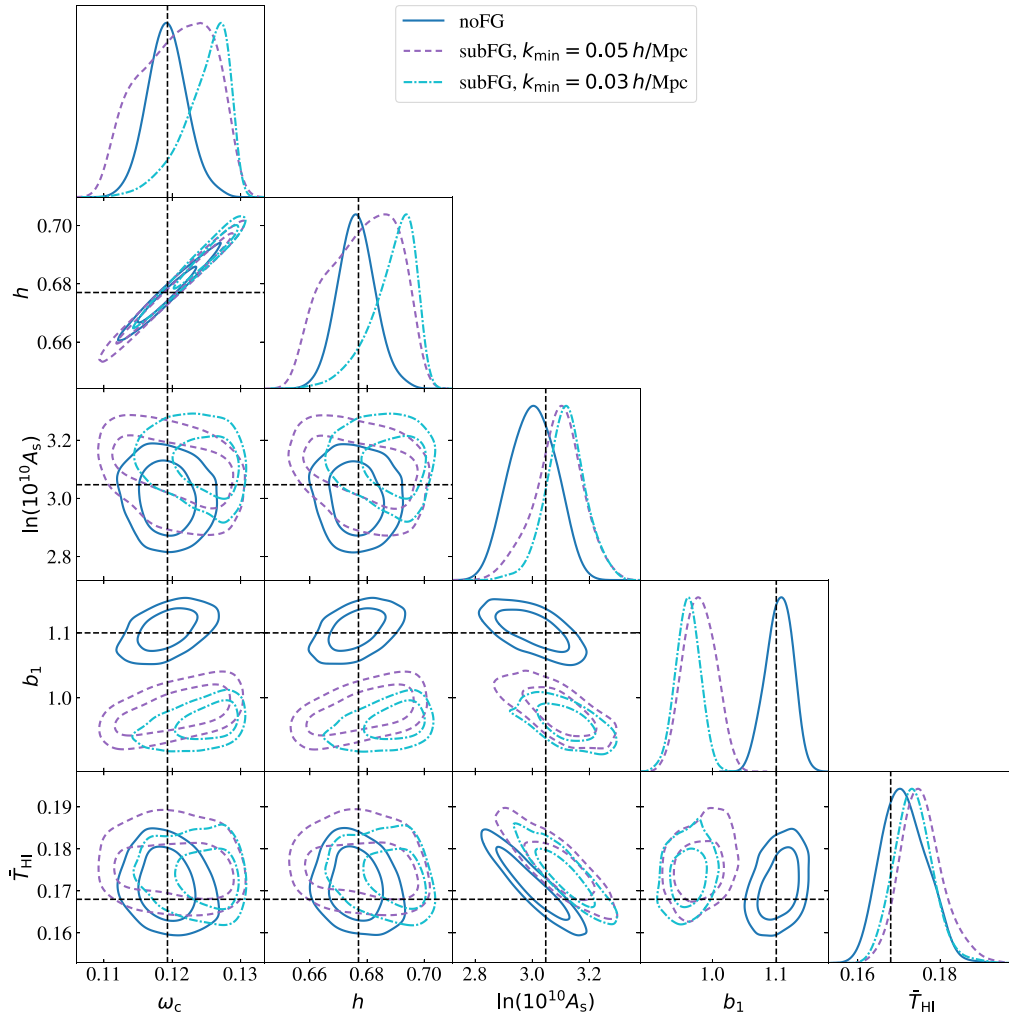 noFG
subFG, k_min = 0.05 h/Mpc
subFG, k_min = 0.03 h/Mpc
0.70
0.68
0.66
h
3.2
3.0
2.8
ln(10^10 A_s)
1.1
1.0
b_1
0.19
0.18
0.17
0.16
T̄_HI
0.11 0.12 0.13 0.66 0.68 0.70 2.8 3.0 3.2 1.0 1.1 0.16 0.18
ω_c h ln(10^10 A_s) b_1 T̄_HI